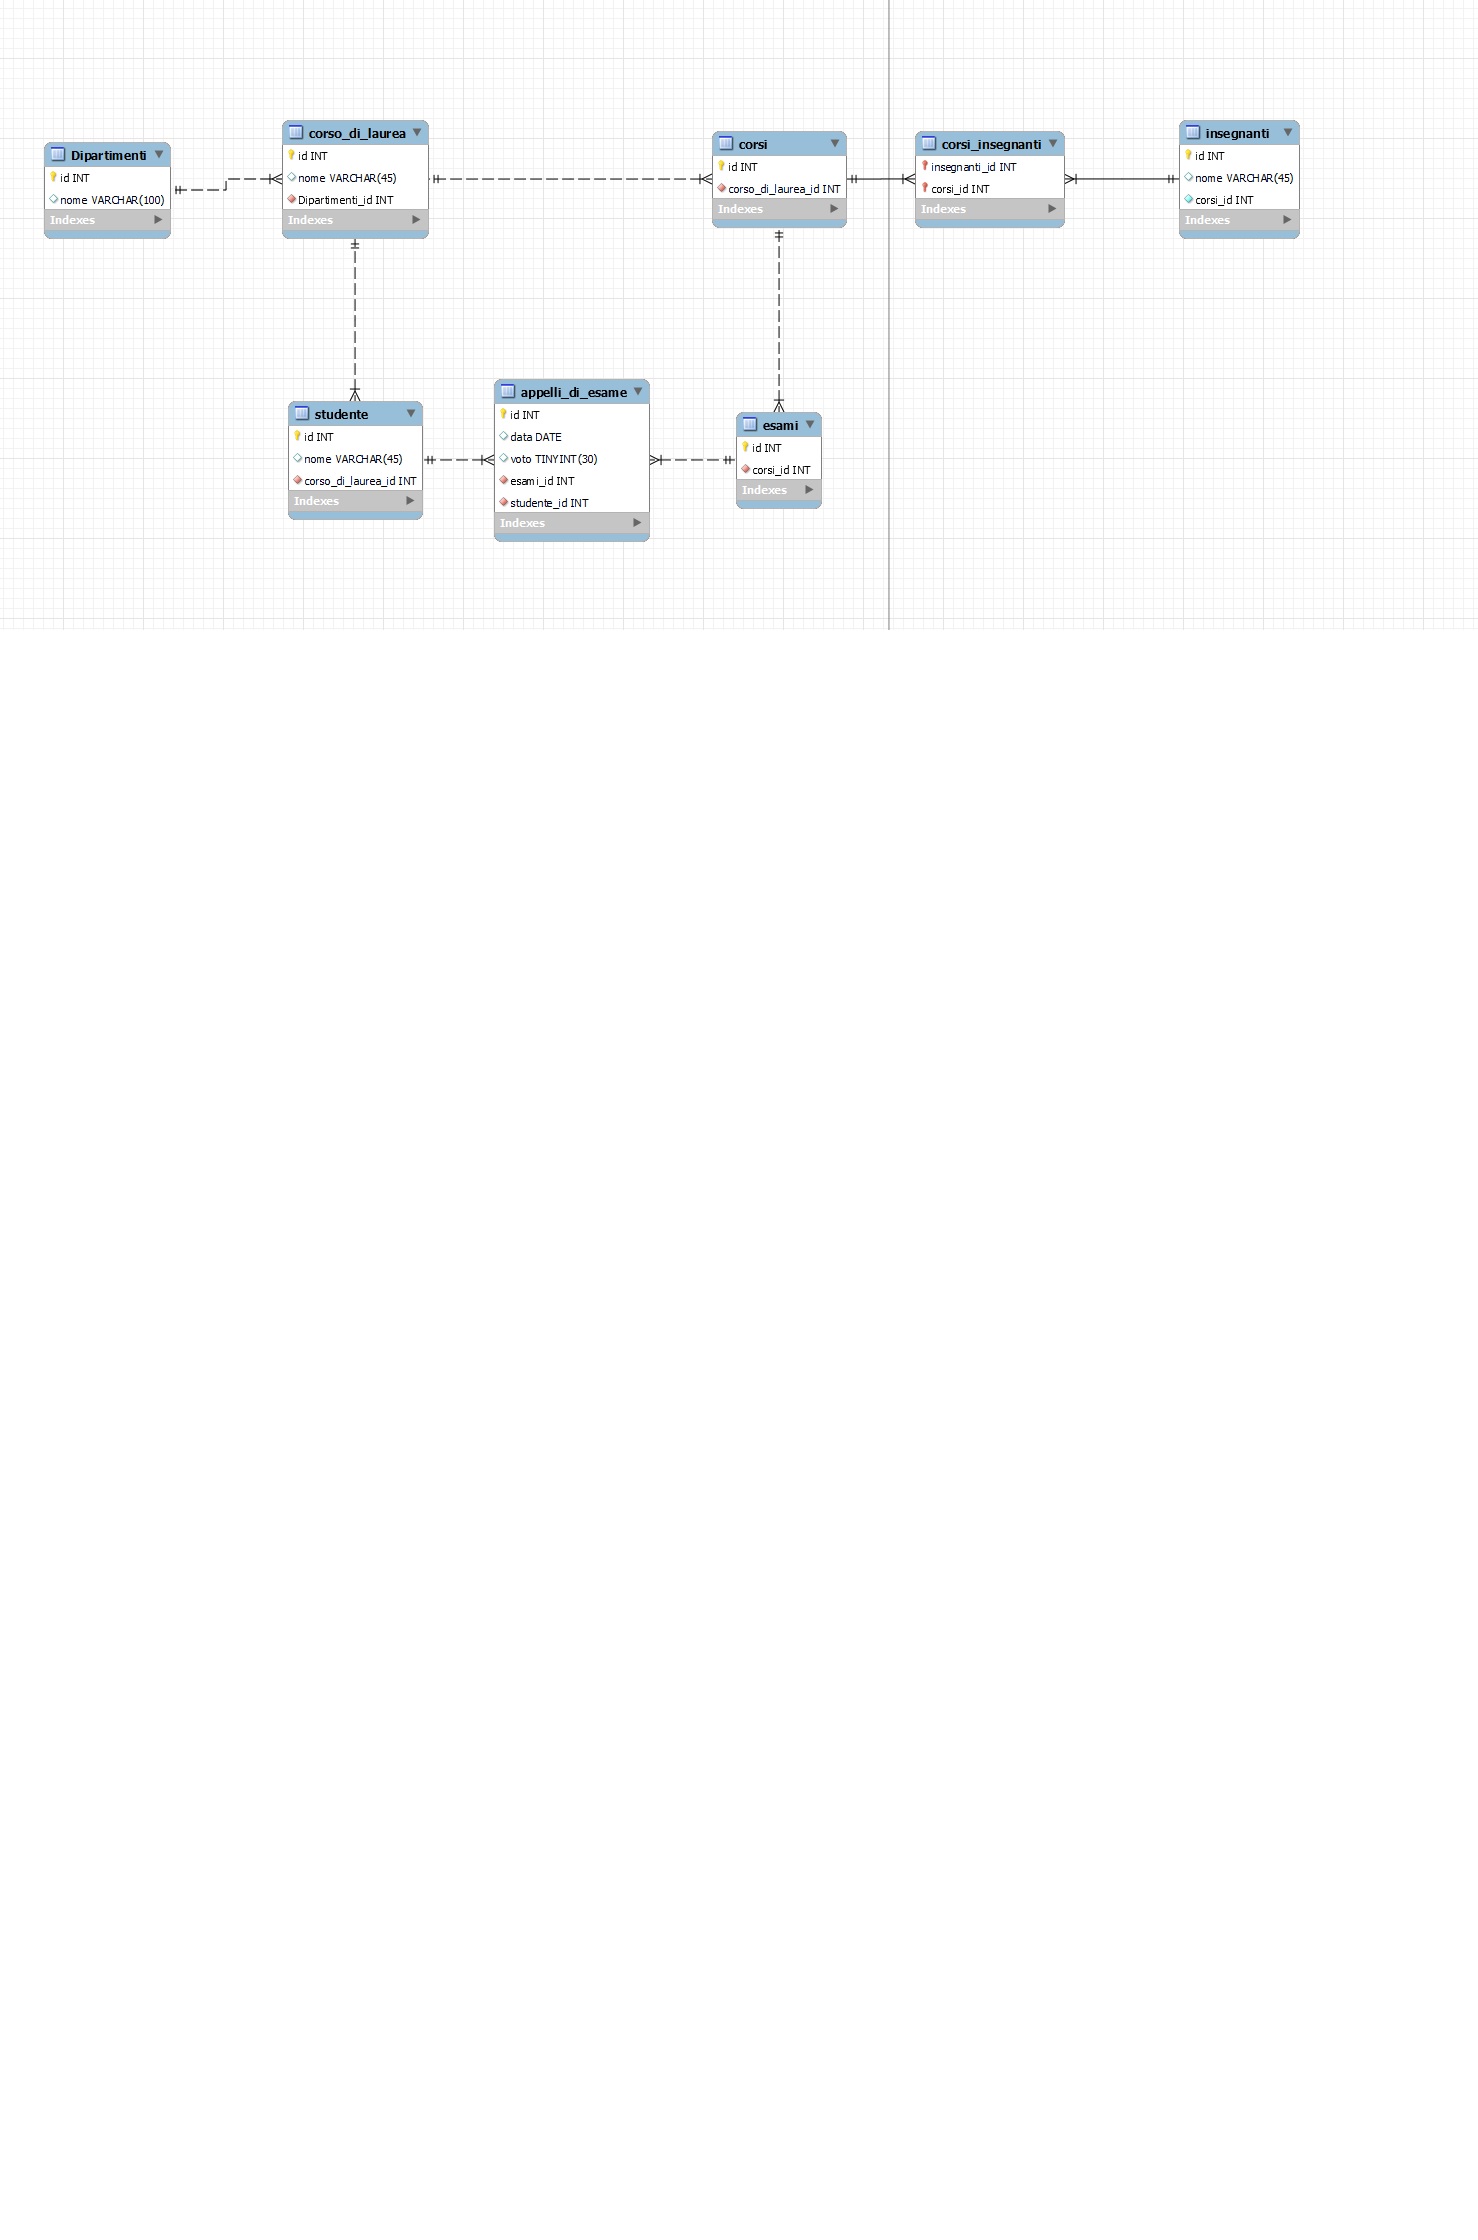 Dipartimenti
id INT
nome VARCHAR(100)
Indexes
corso_di_laurea
id INT
nome VARCHAR(45)
Dipartimenti_id INT
Indexes
corsi
id INT
corso_di_laurea_id INT
Indexes
corsi_insegnanti
insegnanti_id INT
corsi_id INT
Indexes
insegnanti
id INT
nome VARCHAR(45)
corsi_id INT
Indexes
studente
id INT
nome VARCHAR(45)
corso_di_laurea_id INT
Indexes
appelli_di_esame
id INT
data DATE
voto TINYINT(30)
esami_id INT
studente_id INT
Indexes
esami
id INT
corsi_id INT
Indexes